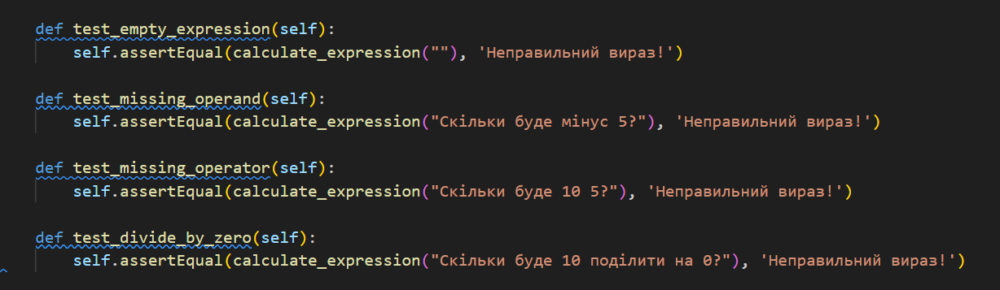 def test_empty_expression(self):
    self.assertEqual(calculate_expression(""), 'Неправильний вираз!')
def test_missing_operand(self):
    self.assertEqual(calculate_expression("Скільки буде мінус 5?"), 'Неправильний вираз!')
def test_missing_operator(self):
    self.assertEqual(calculate_expression("Скільки буде 10 5?"), 'Неправильний вираз!')
def test_divide_by_zero(self):
    self.assertEqual(calculate_expression("Скільки буде 10 поділити на 0?"), 'Неправильний вираз!')